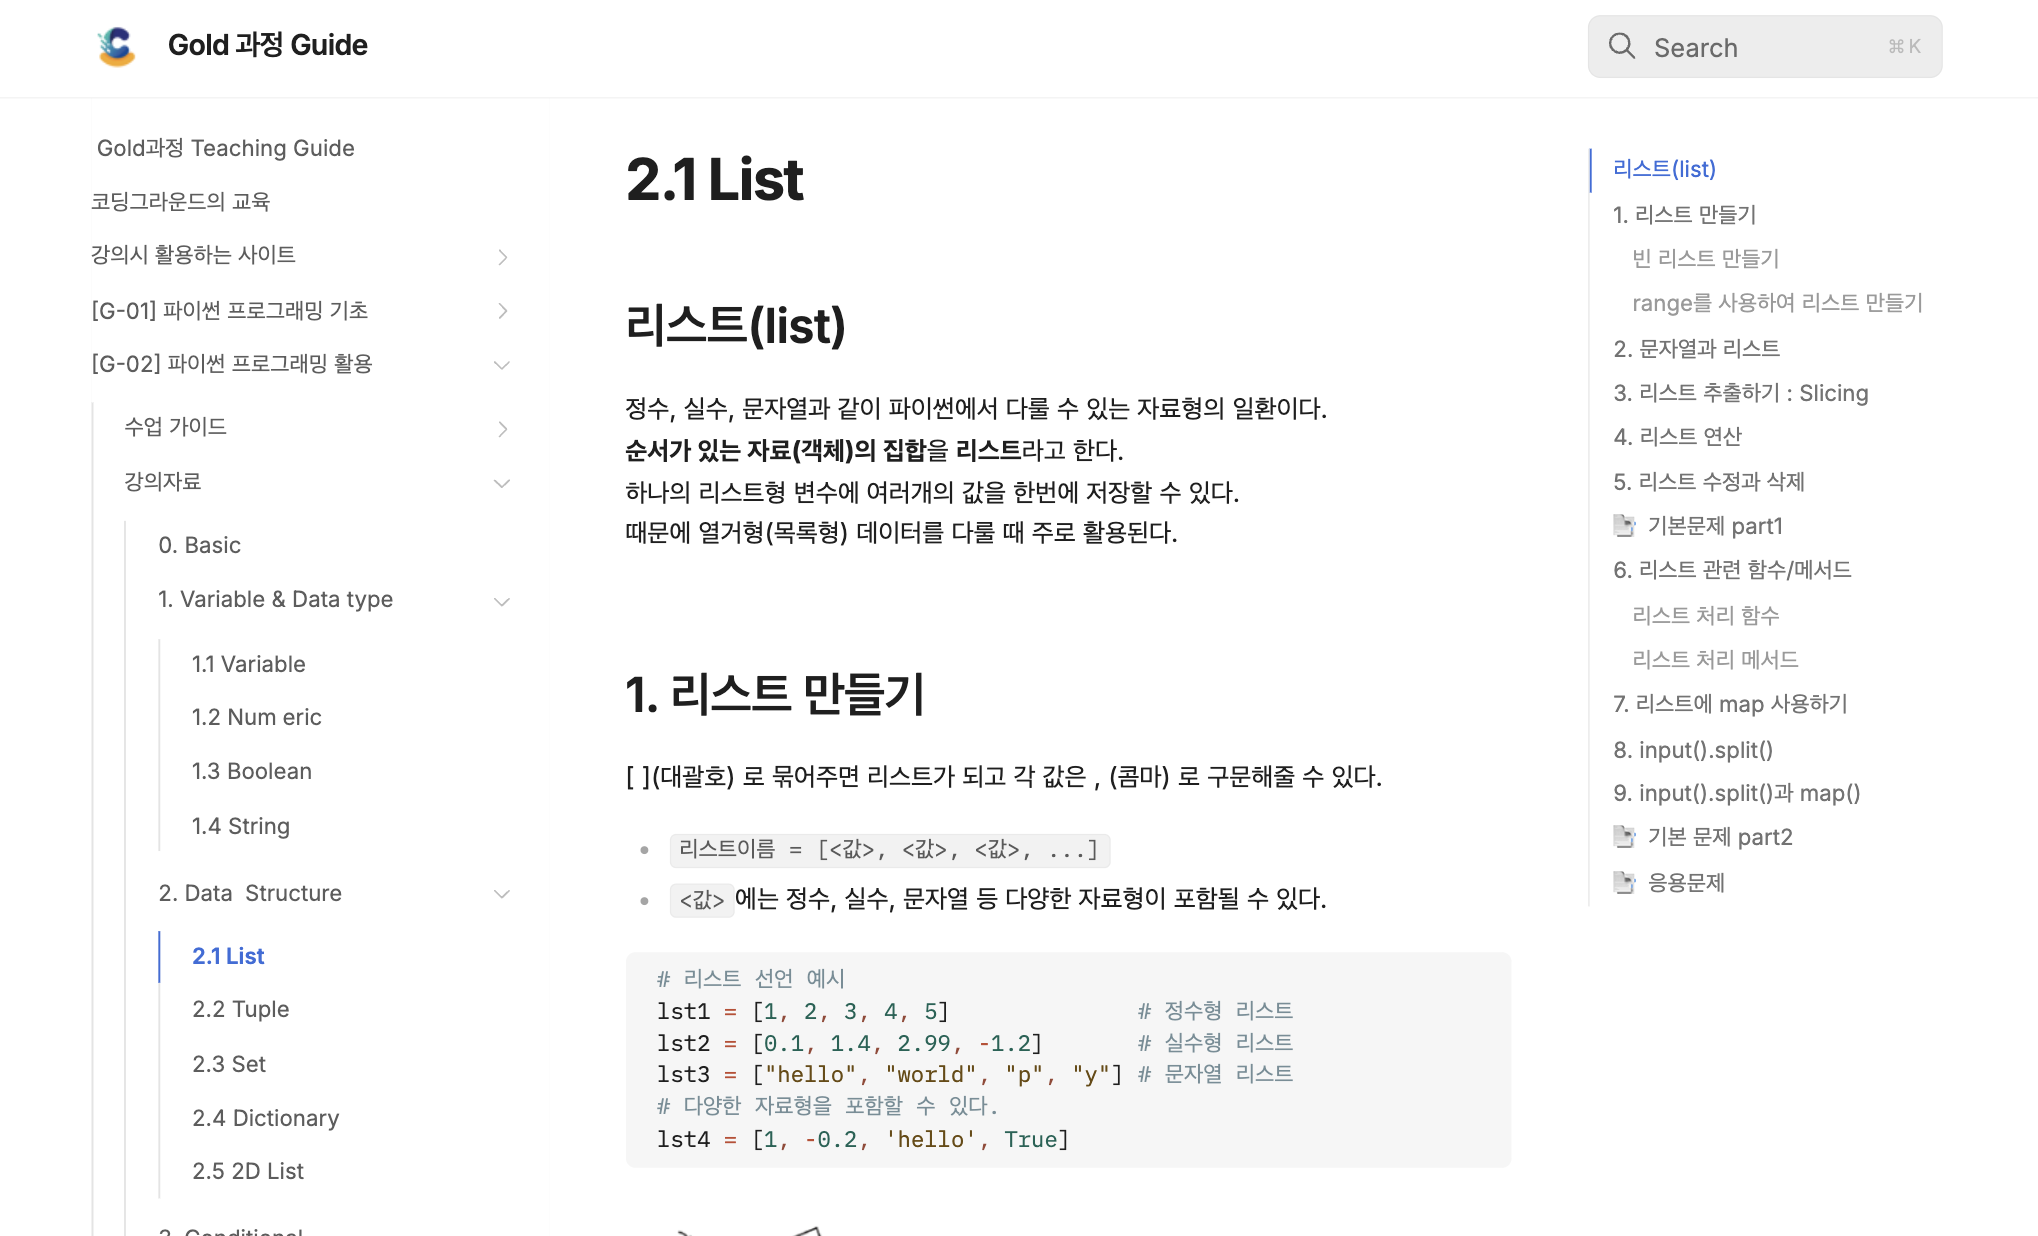 Gold 과정 Guide
Search
⌘ K
Gold과정 Teaching Guide
코딩그라운드의 교육
강의시 활용하는 사이트
[G-01] 파이썬 프로그래밍 기초
[G-02] 파이썬 프로그래밍 활용
수업 가이드
강의자료
0. Basic
1. Variable & Data type
1.1 Variable
1.2 Num eric
1.3 Boolean
1.4 String
2. Data  Structure
2.1 List
2.2 Tuple
2.3 Set
2.4 Dictionary
2.5 2D List
3. Conditional
2.1 List
리스트(list)
정수, 실수, 문자열과 같이 파이썬에서 다룰 수 있는 자료형의 일환이다.
순서가 있는 자료(객체)의 집합을 리스트라고 한다.
하나의 리스트형 변수에 여러개의 값을 한번에 저장할 수 있다.
때문에 열거형(목록형) 데이터를 다룰 때 주로 활용된다.
1. 리스트 만들기
[ ](대괄호) 로 묶어주면 리스트가 되고 각 값은 , (콤마) 로 구문해줄 수 있다.
리스트이름 = [<값>, <값>, <값>, ...]
<값>에는 정수, 실수, 문자열 등 다양한 자료형이 포함될 수 있다.
# 리스트 선언 예시
lst1 = [1, 2, 3, 4, 5] # 정수형 리스트
lst2 = [0.1, 1.4, 2.99, -1.2] # 실수형 리스트
lst3 = ["hello", "world", "p", "y"] # 문자열 리스트
# 다양한 자료형을 포함할 수 있다.
lst4 = [1, -0.2, 'hello', True]
리스트(list)
1. 리스트 만들기
빈 리스트 만들기
range를 사용하여 리스트 만들기
2. 문자열과 리스트
3. 리스트 추출하기 : Slicing
4. 리스트 연산
5. 리스트 수정과 삭제
기본문제 part1
6. 리스트 관련 함수/메서드
리스트 처리 함수
리스트 처리 메서드
7. 리스트에 map 사용하기
8. input().split()
9. input().split()과 map()
기본 문제 part2
응용문제